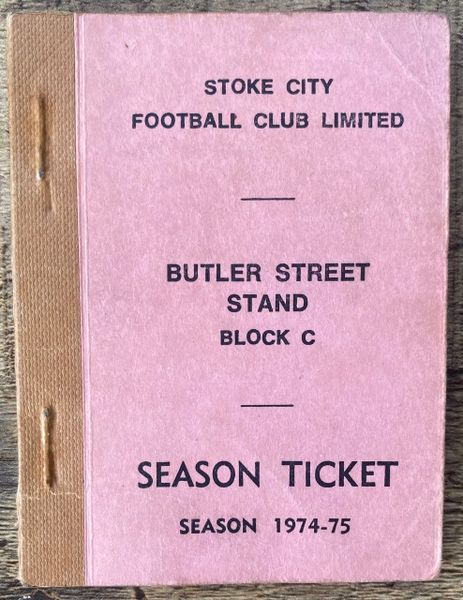 STOKE CITY
FOOTBALL CLUB LIMITED
BUTLER STREET
STAND
BLOCK C
SEASON TICKET
SEASON 1974-75